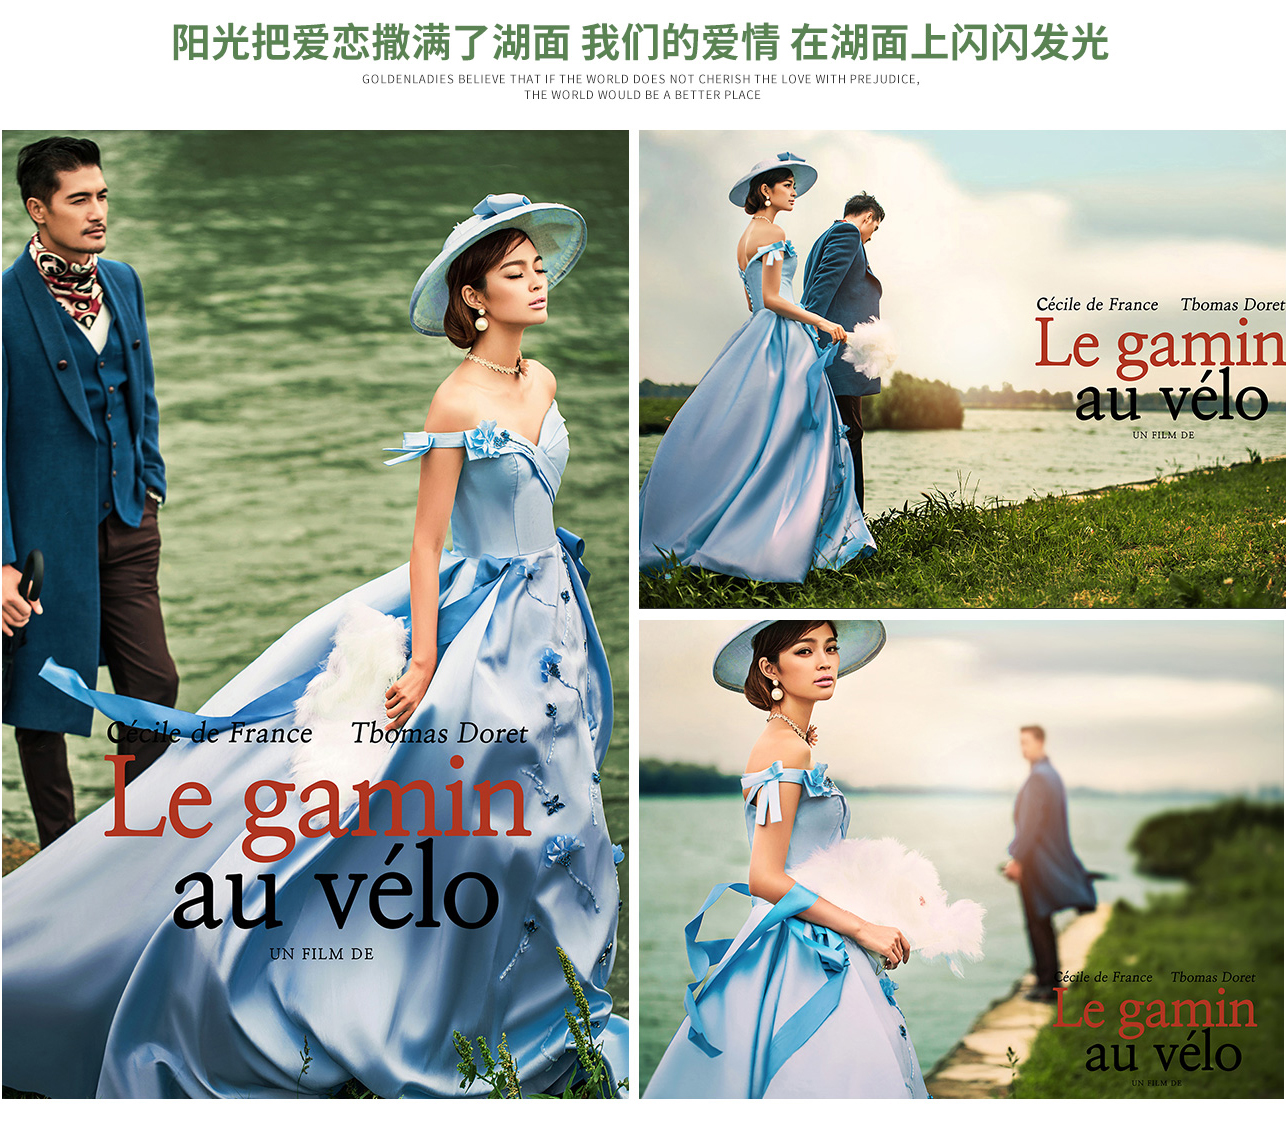 阳光把爱恋撒满了湖面 我们的爱情 在湖面上闪闪发光
GOLDENLADIES BELIEVE THAT IF THE WORLD DOES NOT CHERISH THE LOVE WITH PREJUDICE,
THE WORLD WOULD BE A BETTER PLACE
Cécile de France Tbomas Doret
Le gamin
au vélo
UN FILM DE
Cécile de France Tbomas Doret
Le gamin
au vélo
UN FILM DE
Cécile de France Tbomas Doret
Le gamin
au vélo
UN FILM DE